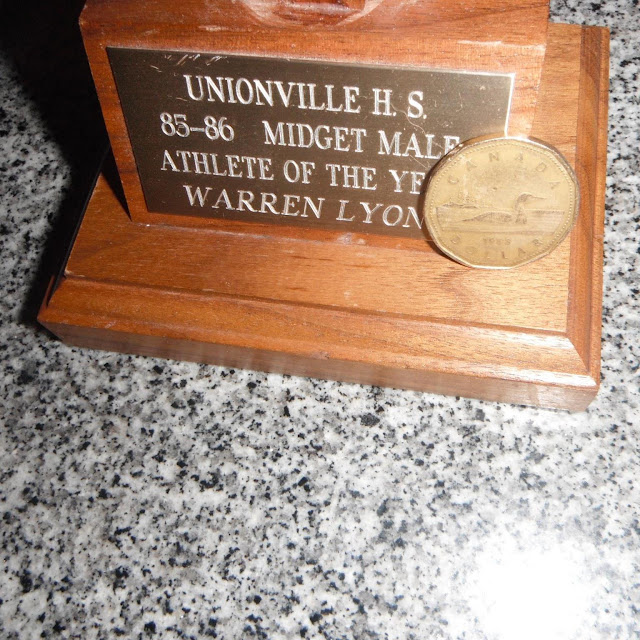 UNIONVILLE H. S.
85–86 MIDGET MALE
ATHLETE OF THE YE
WARREN LYON
CANADA